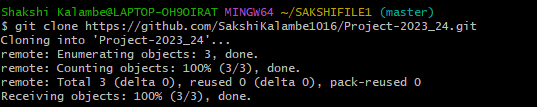 Shakshi Kalambe@LAPTOP-OH9OIRAT MINGW64 ~/SAKSHIFILE1 (master)
$ git clone https://github.com/SakshiKalambe1016/Project-2023_24.git
Cloning into 'Project-2023_24'...
remote: Enumerating objects: 3, done.
remote: Counting objects: 100% (3/3), done.
remote: Total 3 (delta 0), reused 0 (delta 0), pack-reused 0
Receiving objects: 100% (3/3), done.